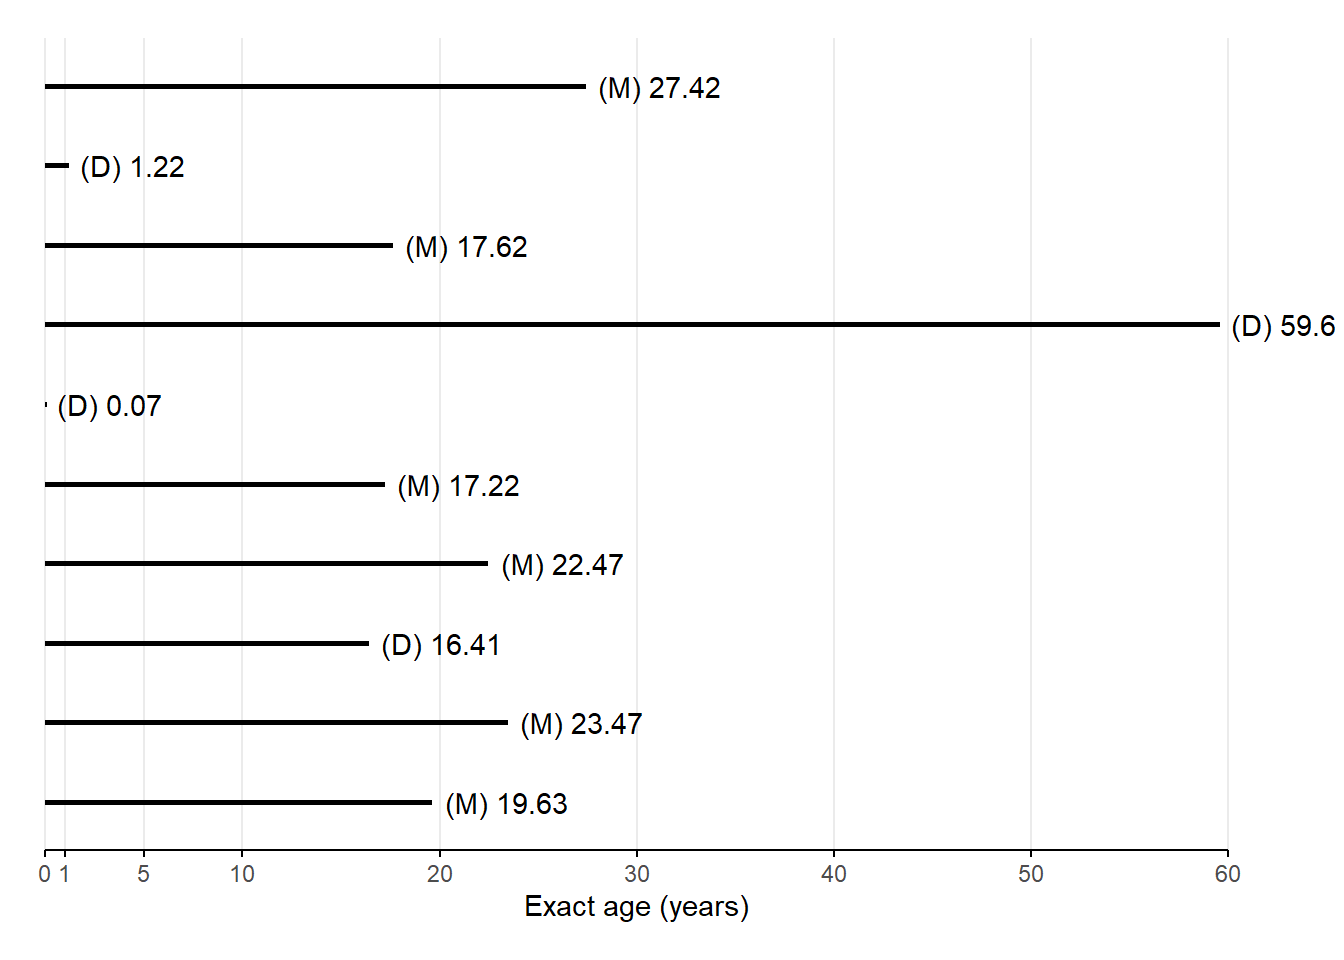 (M) 27.42
(D) 1.22
(M) 17.62
(D) 59.6
(D) 0.07
(M) 17.22
(M) 22.47
(D) 16.41
(M) 23.47
(M) 19.63
0 1 5 10 20 30 40 50 60
Exact age (years)